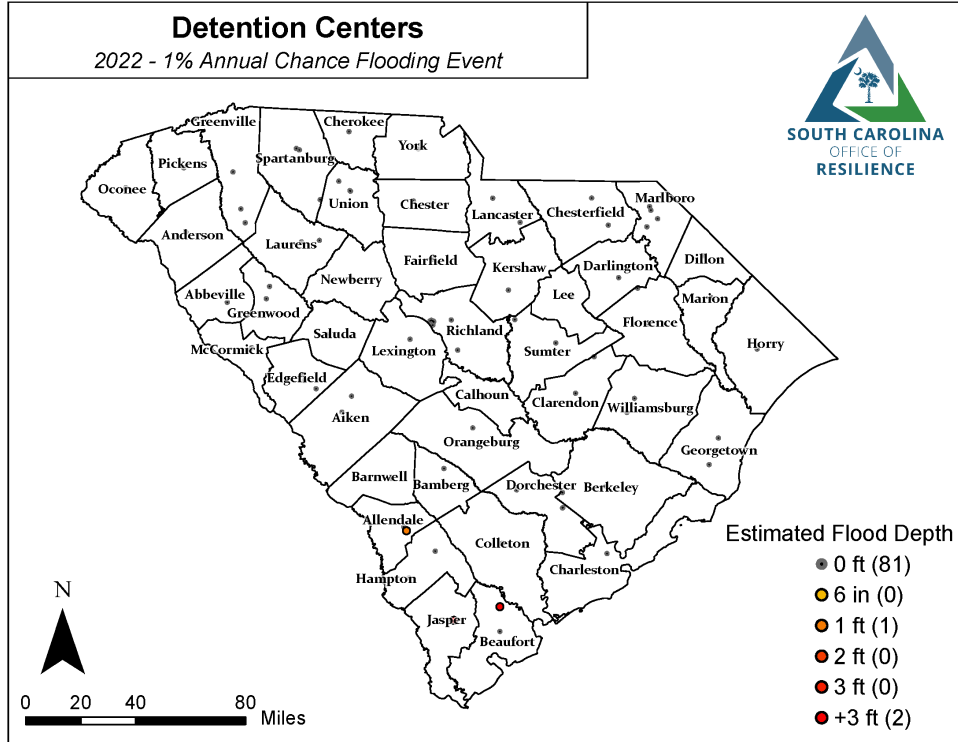 Detention Centers
2022 - 1% Annual Chance Flooding Event
SOUTH CAROLINA
OFFICE OF
RESILIENCE
Greenville
Cherokee
York
Spartanburg
Pickens
Oconee
Union
Chester
Lancaster
Chesterfield
Marlboro
Anderson
Laurens
Fairfield
Kershaw
Darlington
Dillon
Newberry
Abbeville
Greenwood
Lee
Marion
Saluda
Richland
Florence
McCormick
Lexington
Sumter
Horry
Edgefield
Calhoun
Clarendon
Williamsburg
Aiken
Orangeburg
Georgetown
Barnwell
Bamberg
Dorchester
Berkeley
Allendale
Colleton
Charleston
Hampton
Jasper
Beaufort
Estimated Flood Depth
0 ft (81)
6 in (0)
1 ft (1)
2 ft (0)
3 ft (0)
+3 ft (2)
N
0 20 40 80 Miles